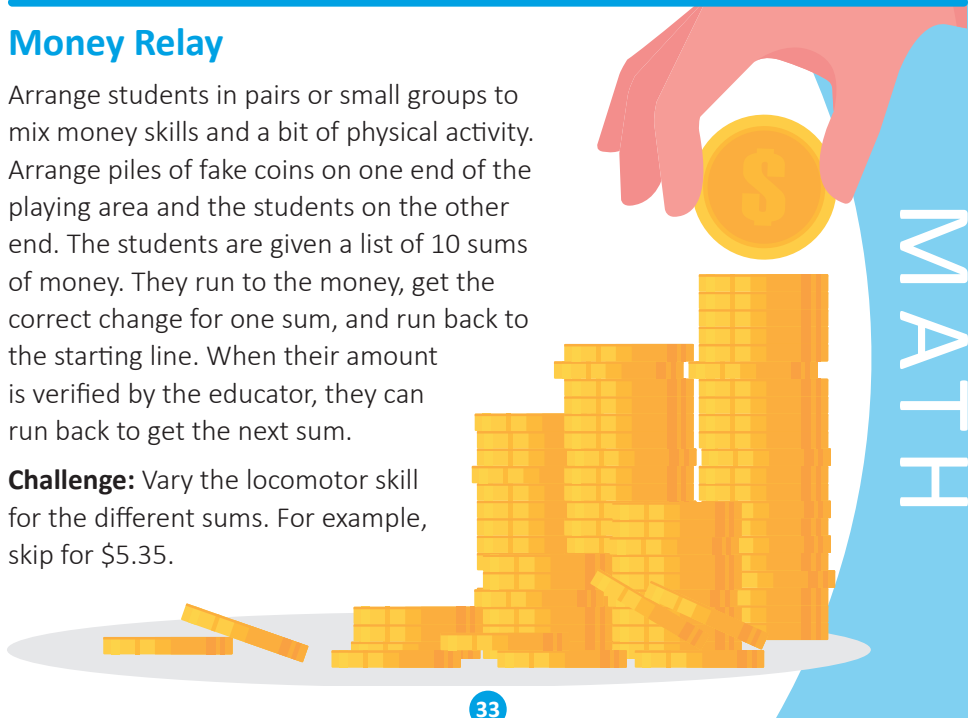 Money Relay
Arrange students in pairs or small groups to
mix money skills and a bit of physical activity.
Arrange piles of fake coins on one end of the
playing area and the students on the other
end. The students are given a list of 10 sums
of money. They run to the money, get the
correct change for one sum, and run back to
the starting line. When their amount
is verified by the educator, they can
run back to get the next sum.
Challenge: Vary the locomotor skill
for the different sums. For example,
skip for $5.35.
$
MATH
33